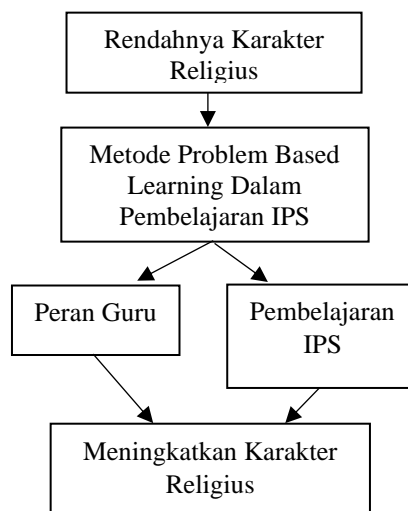 Rendahnya Karakter
Religius
Metode Problem Based
Learning Dalam
Pembelajaran IPS
Peran Guru
Pembelajaran
IPS
Meningkatkan Karakter
Religius